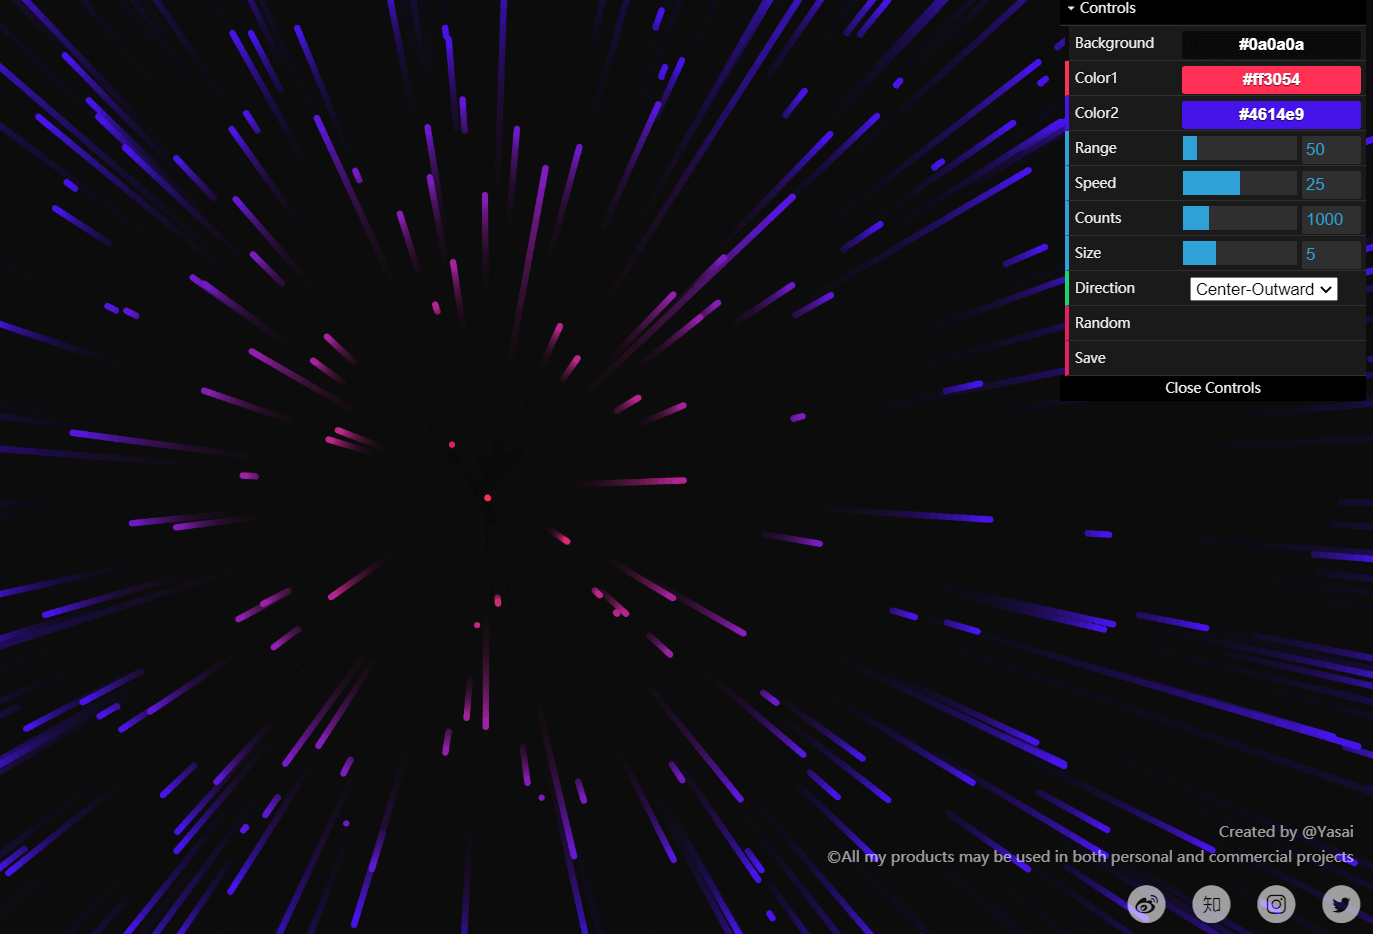 Controls
Background #0a0a0a
Color1 #ff3054
Color2 #4614e9
Range 50
Speed 25
Counts 1000
Size 5
Direction Center-Outward
Random
Save
Close Controls
Created by @Yasai
©All my products may be used in both personal and commercial projects
知